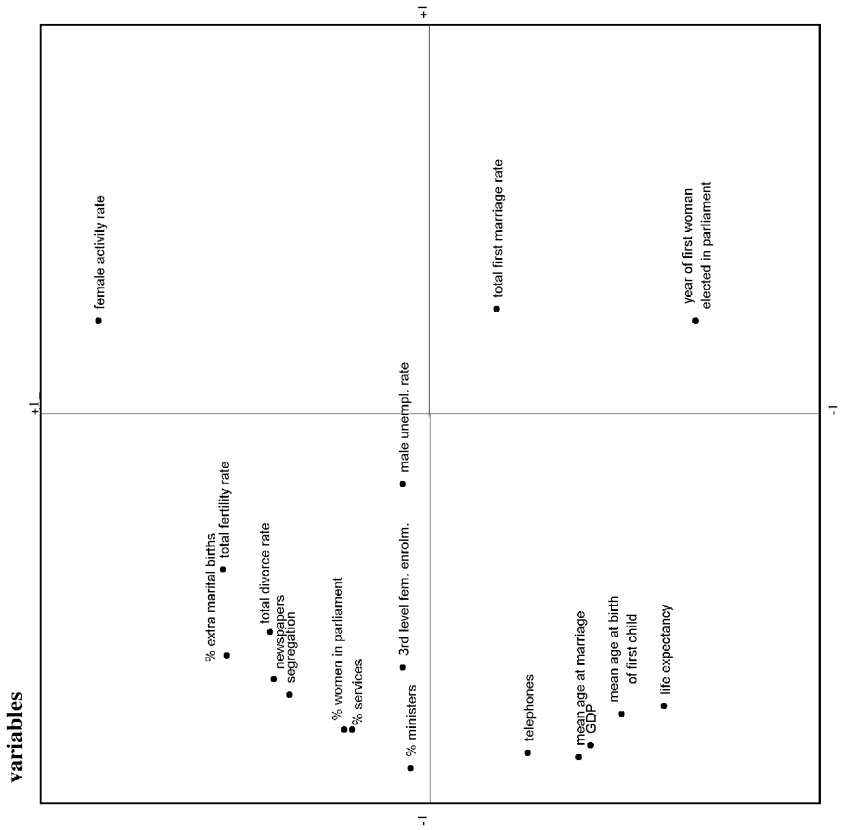 variables
+1
female activity rate
% extra marital births
total fertility rate
total divorce rate
newspapers
segregation
% women in parliament
% services
male unempl. rate
3rd level fem. enrolm.
% ministers
+1
-1
total first marriage rate
telephones
mean age at marriage
GDP
mean age at birth
of first child
life expectancy
year of first woman
elected in parliament
-1